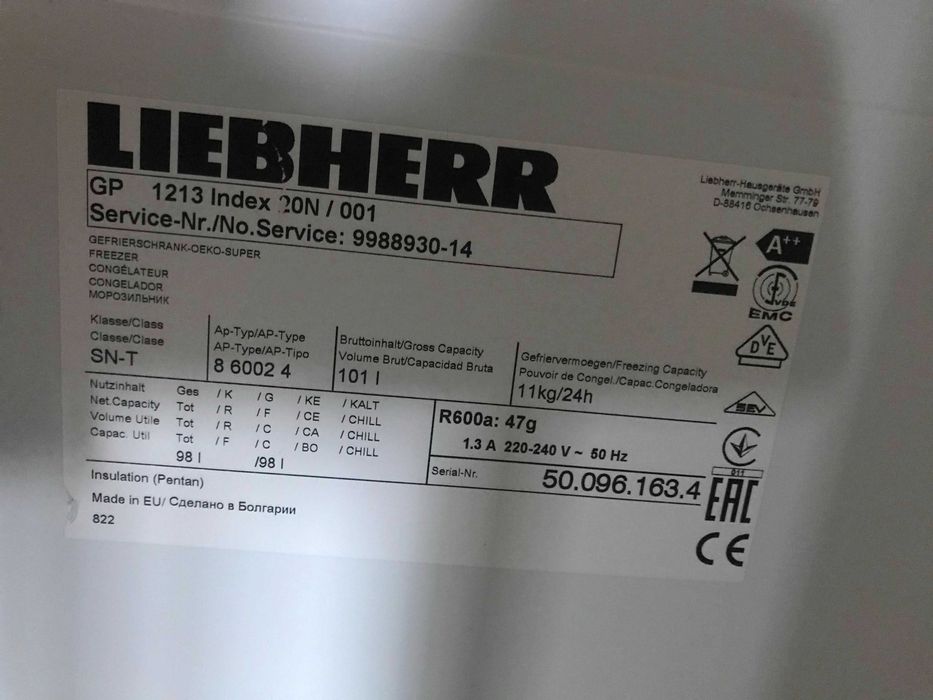 LIEBHERR
GP 1213 Index 20N / 001
Service-Nr./No.Service: 9988930-14
Liebherr-Hausgeräte GmbH
Memminger Str. 77-79
D-88416 Ochsenhausen
GEFRIERSCHRANK-OEKO-SUPER
FREEZER
CONGÉLATEUR
CONGELADOR
МОРОЗИЛЬНИК
A++
VDE
EMC
DVE
SEV
011
EAC
CE
Klasse/Class
Classe/Clase
SN-T
Ap-Typ/AP-Type
AP-Type/AP-Tipo
8 6002 4
Bruttoinhalt/Gross Capacity
Volume Brut/Capacidad Bruta
101 l
Gefriervermoegen/Freezing Capacity
Pouvoir de Congel./Capac.Congeladora
11kg/24h
Nutzinhalt Ges / K / G / KE / KALT
Net.Capacity Tot / R / F / CE / CHILL
Volume Utile Tot / R / C / CA / CHILL
Capac. Util Tot / F / C / BO / CHILL
98 l /98 l
R600a: 47g
1.3 A 220-240 V ~ 50 Hz
Serial-Nr. 50.096.163.4
Insulation (Pentan)
Made in EU/ Сделано в Болгарии
822